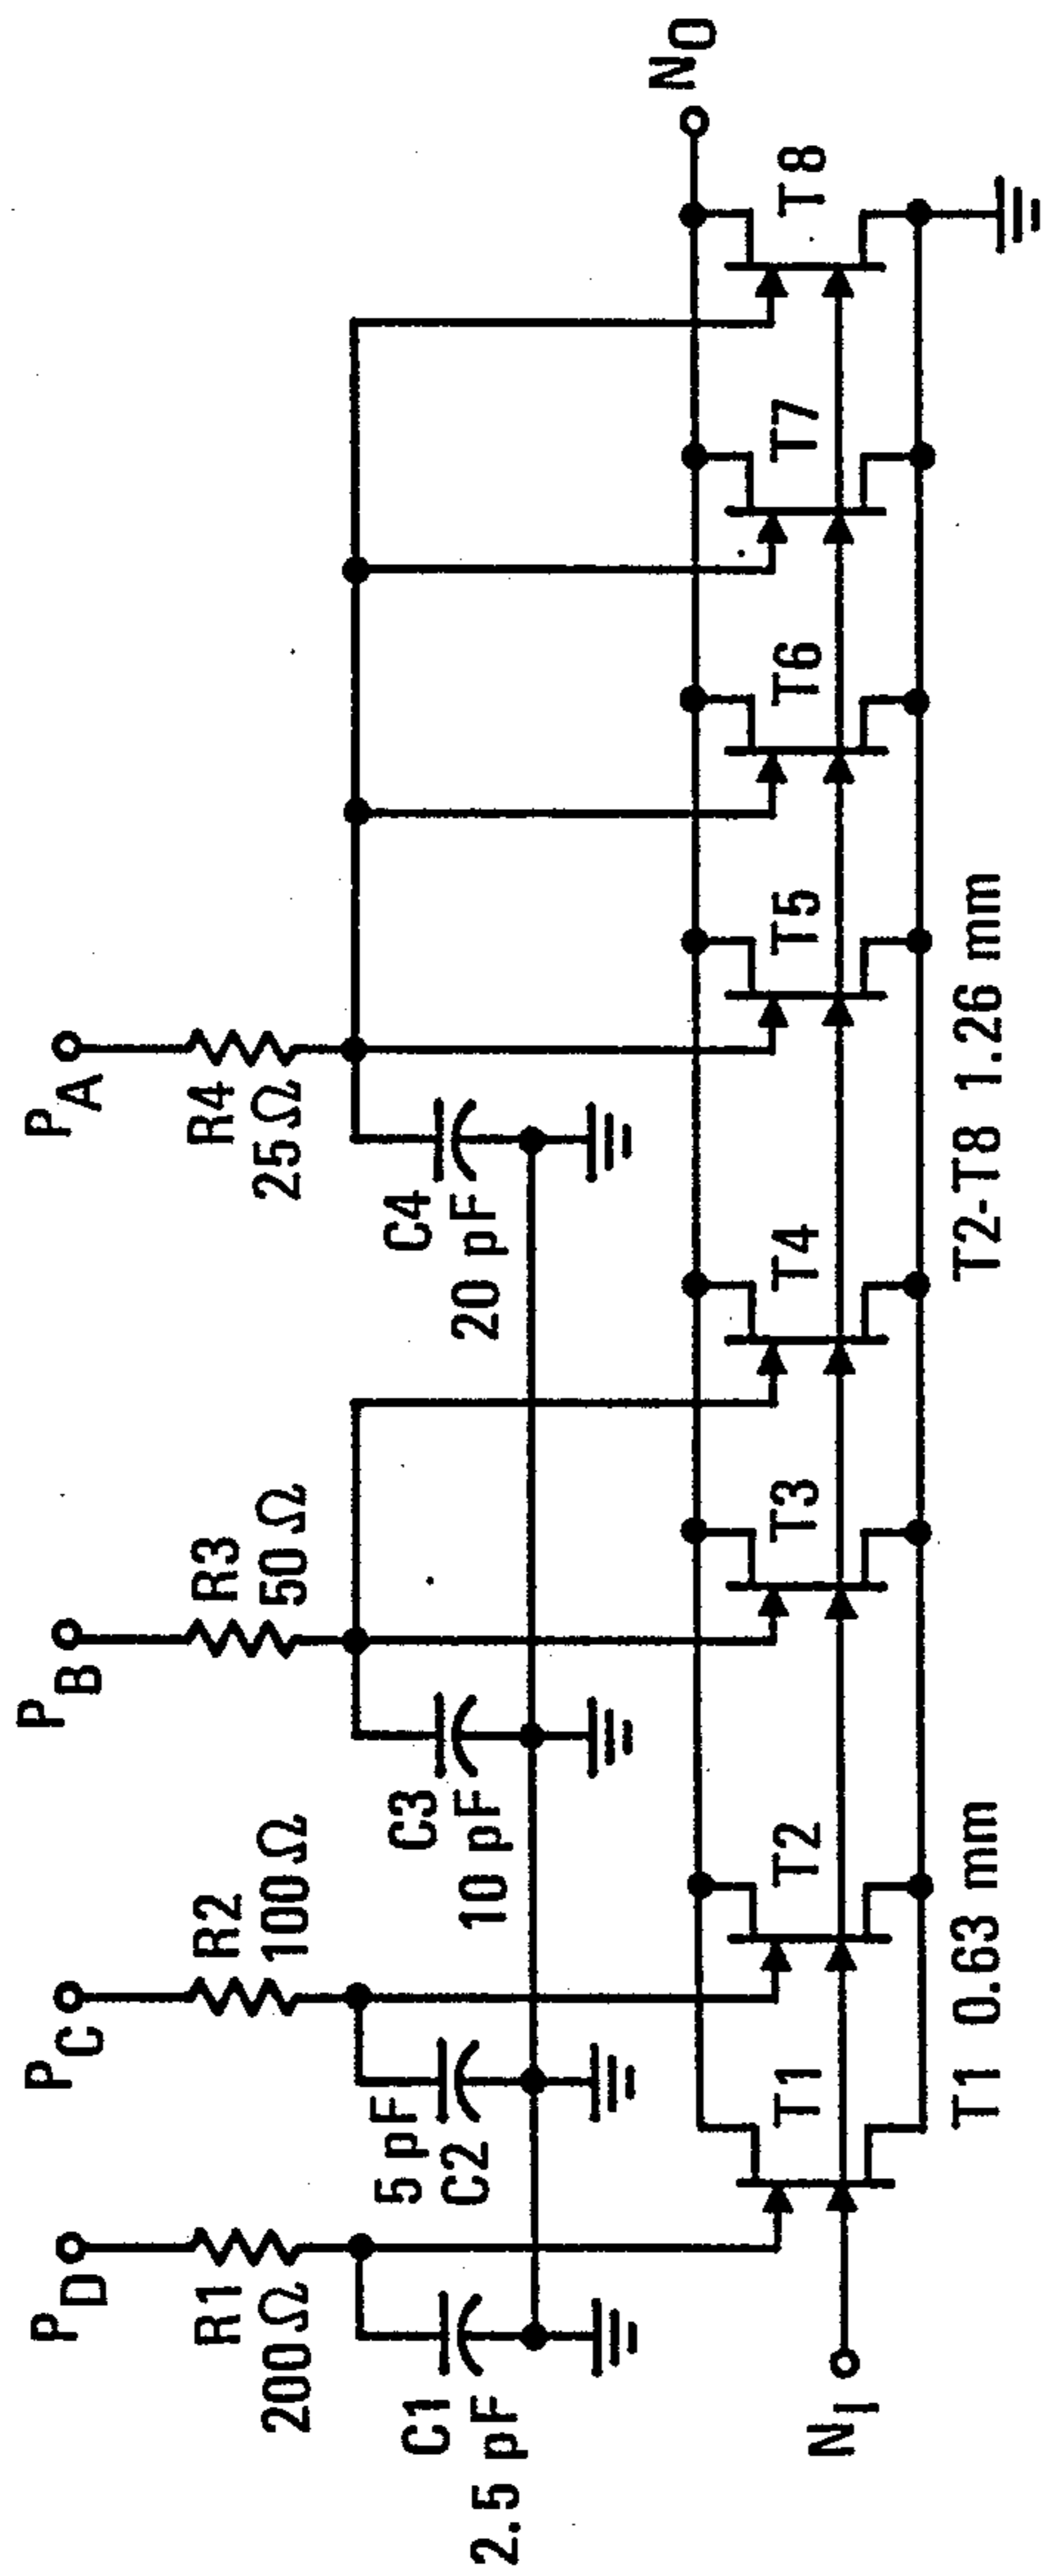 P_D
P_C
P_B
P_A
R1
200Ω
R2
100Ω
R3
50Ω
R4
25Ω
C1
2.5 pF
5 pF
C2
C3
10 pF
C4
20 pF
N_I
N_O
T1
T2
T3
T4
T5
T6
T7
T8
T1 0.63 mm
T2-T8 1.26 mm